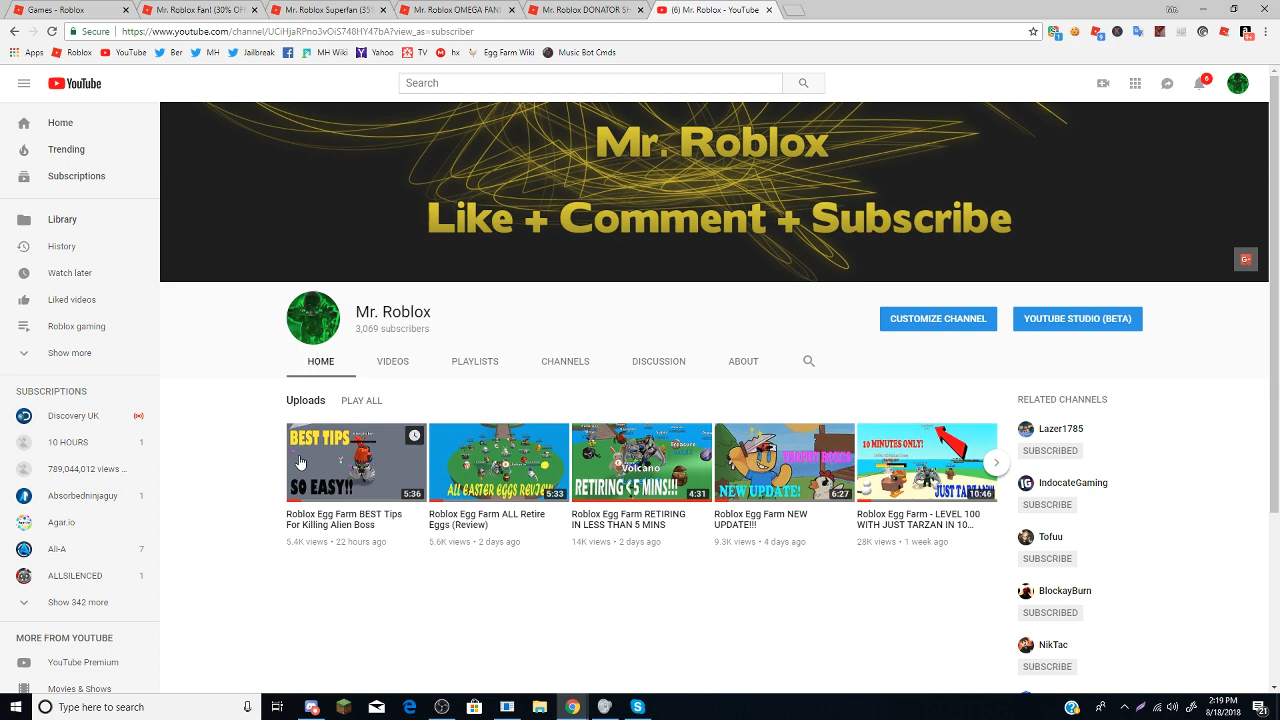 Games - Roblox
Mr. Roblox Fan! (30% OFF
Mr. Roblox Superfan (35%
Mr. Roblox OMEGA FAN!
Mr. Roblox DONATOR SH
(6) Mr. Roblox - YouTube
Secure
https://www.youtube.com/channel/UCiHjaRPno3vOiS748HY47bA?view_as=subscriber
Apps
Roblox
YouTube
Ber
MH
Jailbreak
MH Wiki
Yahoo
TV
hx
Egg Farm Wiki
Music Bot Cmds
YouTube
Search
6
Home
Trending
Subscriptions
Library
History
Watch later
Liked videos
Roblox gaming
Show more
SUBSCRIPTIONS
Discovery UK
10 HOURS 1
789,044,012 views ...
Absorbedninjaguy 1
Agar.io
Ali-A 7
ALLSILENCED 1
Show 342 more
MORE FROM YOUTUBE
YouTube Premium
Movies & Shows
Mr. Roblox
Like + Comment + Subscribe
Mr. Roblox
3,069 subscribers
CUSTOMIZE CHANNEL
YOUTUBE STUDIO (BETA)
HOME
VIDEOS
PLAYLISTS
CHANNELS
DISCUSSION
ABOUT
Uploads
PLAY ALL
BEST TIPS
SO EASY!!
5:36
Roblox Egg Farm BEST Tips
For Killing Alien Boss
5.4K views • 22 hours ago
ALL EASTER EGGS REVIEW
5:33
Roblox Egg Farm ALL Retire
Eggs (Review)
5.6K views • 2 days ago
Treasure
Volcano
RETIRING <5 MINS!!!
4:31
Roblox Egg Farm RETIRING
IN LESS THAN 5 MINS
14K views • 2 days ago
NEW UPDATE!
6:27
Roblox Egg Farm NEW
UPDATE!!!
9.3K views • 4 days ago
10 MINUTES ONLY!
JUST TARZAN
10:46
Roblox Egg Farm - LEVEL 100
WITH JUST TARZAN IN 10...
28K views • 1 week ago
RELATED CHANNELS
Lazer1785
SUBSCRIBED
IndocateGaming
SUBSCRIBE
Tofuu
SUBSCRIBE
BlockayBurn
SUBSCRIBED
NikTac
SUBSCRIBE
Type here to search
2:19 PM
8/18/2018